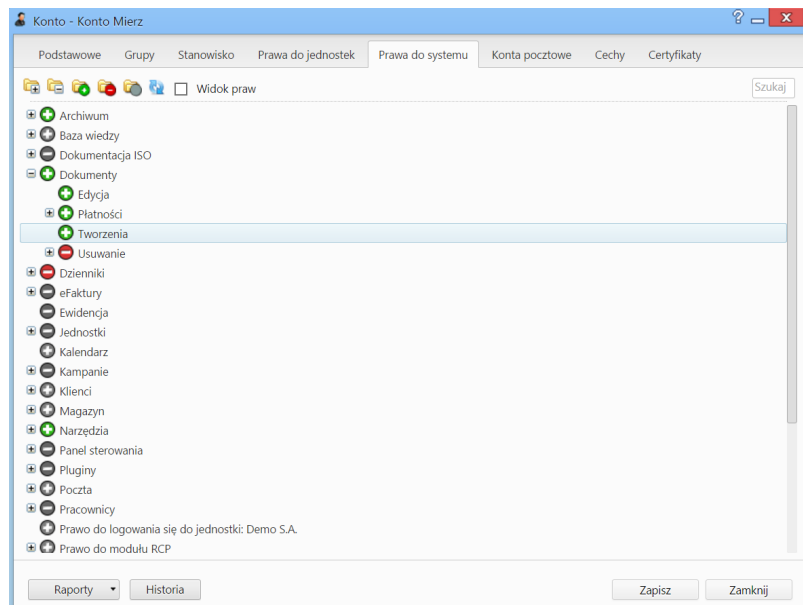 Konto - Konto Mierz
Podstawowe Grupy Stanowisko Prawa do jednostek Prawa do systemu Konta pocztowe Cechy Certyfikaty
Widok praw Szukaj
Archiwum
Baza wiedzy
Dokumentacja ISO
Dokumenty
Edycja
Płatności
Tworzenia
Usuwanie
Dzienniki
eFaktury
Ewidencja
Jednostki
Kalendarz
Kampanie
Klienci
Magazyn
Narzędzia
Panel sterowania
Pluginy
Poczta
Pracownicy
Prawo do logowania się do jednostki: Demo S.A.
Prawo do modułu RCP
Raporty Historia Zapisz Zamknij